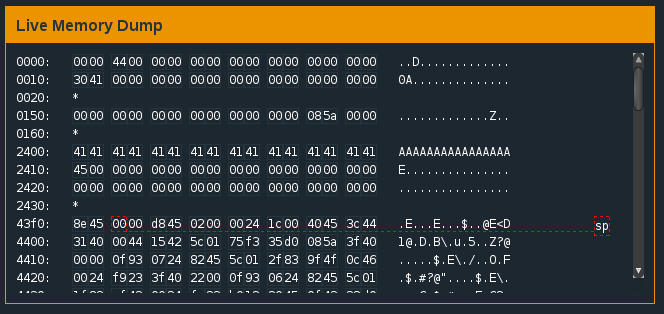 Live Memory Dump
0000: 0000 4400 0000 0000 0000 0000 0000 0000 ..D.............
0010: 3041 0000 0000 0000 0000 0000 0000 0000 0A..............
0020: *
0150: 0000 0000 0000 0000 0000 0000 085a 0000 .............Z..
0160: *
2400: 4141 4141 4141 4141 4141 4141 4141 4141 AAAAAAAAAAAAAAAA
2410: 4500 0000 0000 0000 0000 0000 0000 0000 E...............
2420: 0000 0000 0000 0000 0000 0000 0000 0000 ................
2430: *
43f0: 8e45 0000 d845 0200 0024 1c00 4045 3c44 .E...E...$..@E<D sp
4400: 3140 0044 1542 5c01 75f3 35d0 085a 3f40 1@.D.B\.u.5..Z?@
4410: 0000 0f93 0724 8245 5c01 2f83 9f4f 0c46 .....$.E\./..O.F
4420: 0024 f923 3f40 2200 0f93 0624 8245 5c01 .$.#?@"....$.E\.